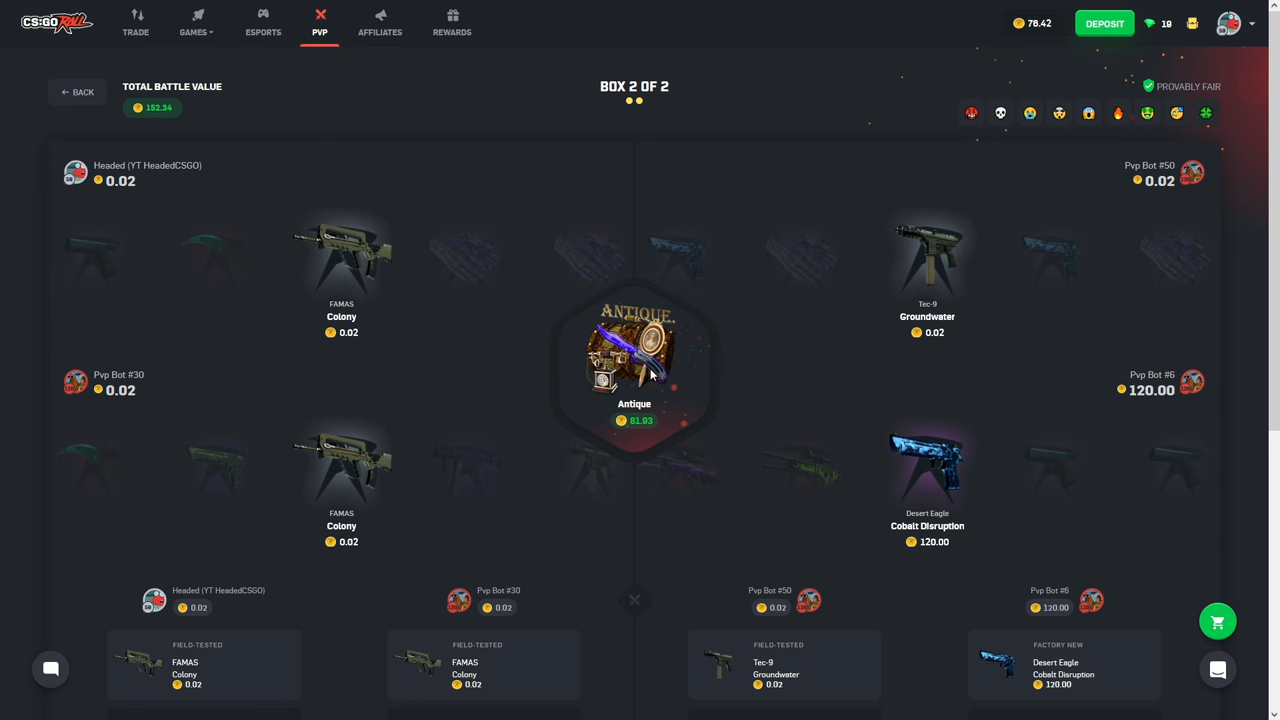 CS:GO ROLL
TRADE
GAMES
ESPORTS
PVP
AFFILIATES
REWARDS
76.42
DEPOSIT
19
← BACK
TOTAL BATTLE VALUE
152.34
BOX 2 OF 2
PROVABLY FAIR
Headed (YT HeadedCSGO)
0.02
Pvp Bot #50
0.02
FAMAS
Colony
0.02
Tec-9
Groundwater
0.02
ANTIQUE
Antique
81.93
Pvp Bot #30
0.02
Pvp Bot #6
120.00
FAMAS
Colony
0.02
Desert Eagle
Cobalt Disruption
120.00
Headed (YT HeadedCSGO)
0.02
Pvp Bot #30
0.02
Pvp Bot #50
0.02
Pvp Bot #6
120.00
FIELD-TESTED
FAMAS
Colony
0.02
FIELD-TESTED
FAMAS
Colony
0.02
FIELD-TESTED
Tec-9
Groundwater
0.02
FACTORY NEW
Desert Eagle
Cobalt Disruption
120.00